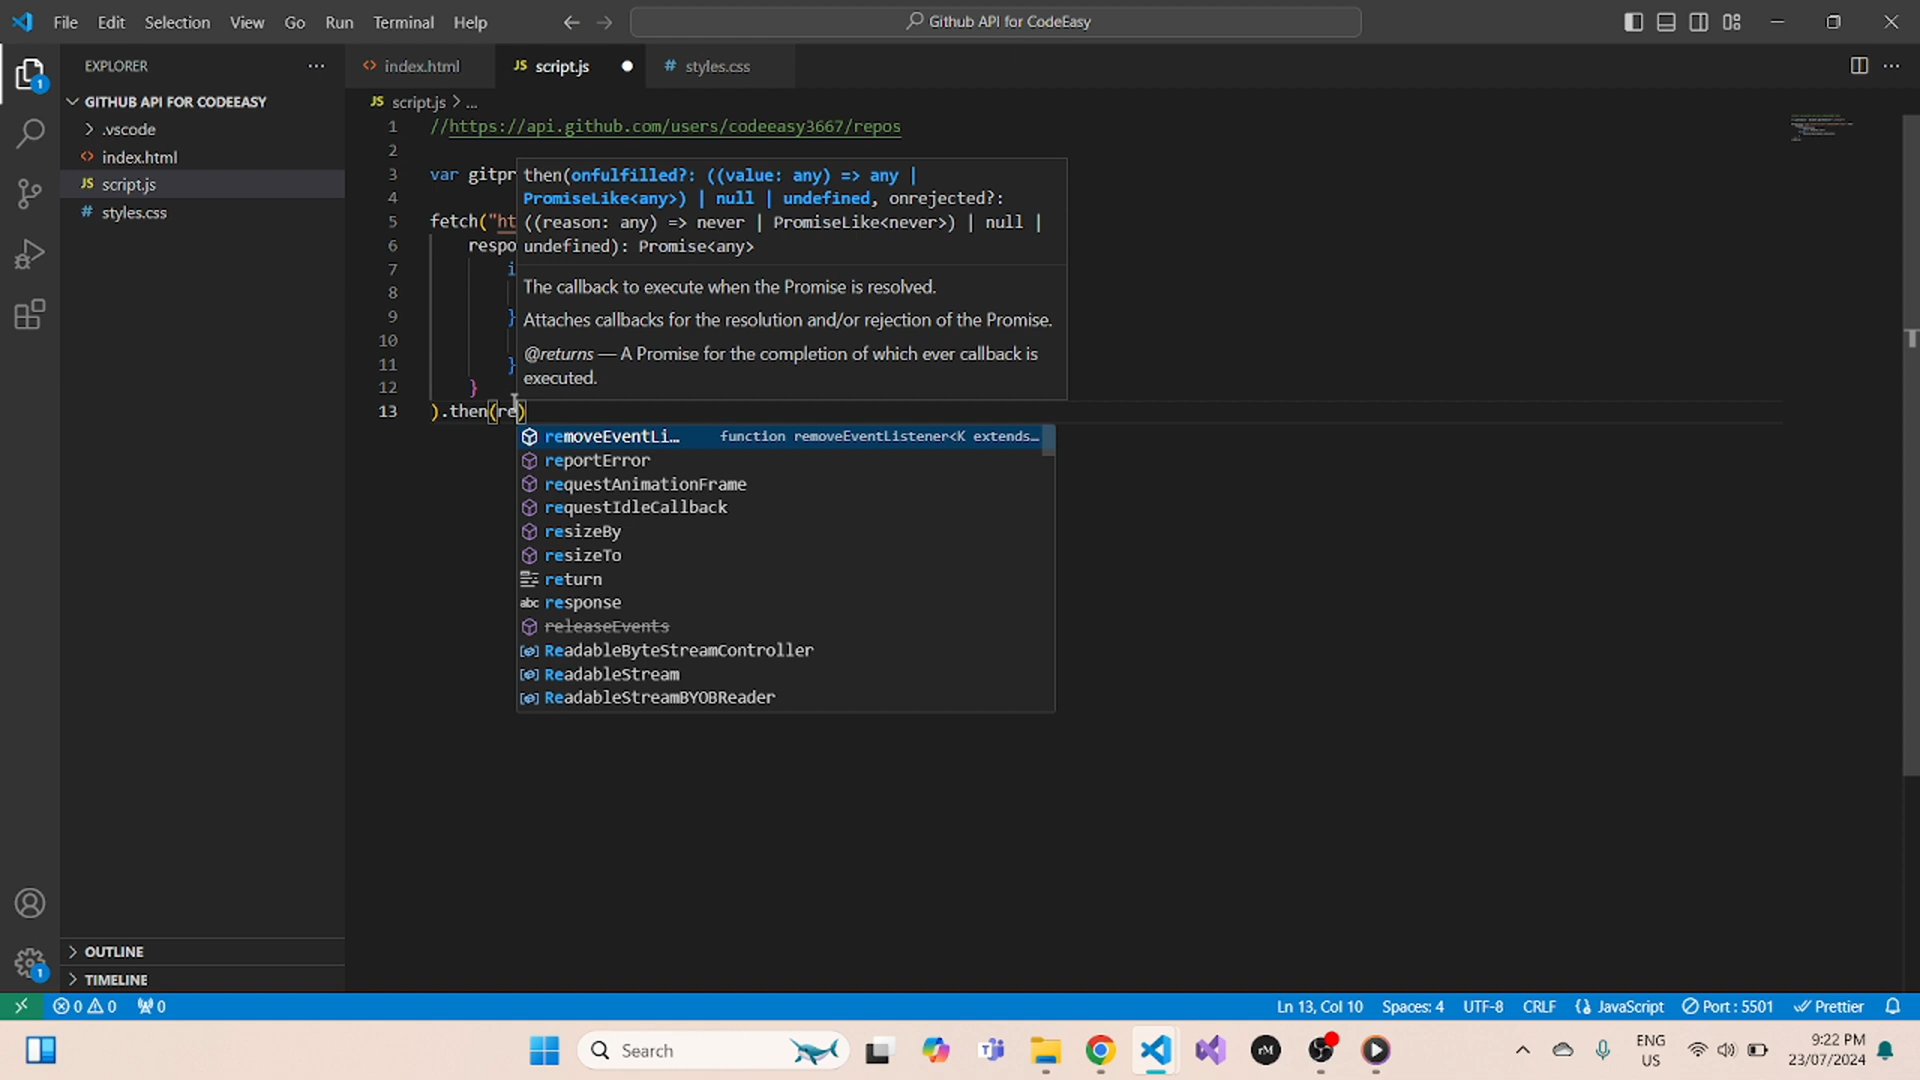 File Edit Selection View Go Run Terminal Help
Github API for CodeEasy
EXPLORER
index.html
JS script.js
# styles.css
GITHUB API FOR CODEEASY
JS script.js > ...
.vscode
index.html
JS script.js
# styles.css
1 //https://api.github.com/users/codeeasy3667/repos
2
3 var gitpr
4
5 fetch("ht
6 respo
7 i
8
9 }
10
11 }
12 }
13 ).then(re)
then(onfulfilled?: ((value: any) => any |
PromiseLike<any>) | null | undefined, onrejected?:
((reason: any) => never | PromiseLike<never>) | null |
undefined): Promise<any>
The callback to execute when the Promise is resolved.
Attaches callbacks for the resolution and/or rejection of the Promise.
@returns — A Promise for the completion of which ever callback is
executed.
removeEventLi… function removeEventListener<K extends…
reportError
requestAnimationFrame
requestIdleCallback
resizeBy
resizeTo
return
abc response
releaseEvents
ReadableByteStreamController
ReadableStream
ReadableStreamBYOBReader
OUTLINE
TIMELINE
1
1
0 0 0
Ln 13, Col 10 Spaces: 4 UTF-8 CRLF {} JavaScript Port : 5501 Prettier
Search
rM
ENG
US
9:22 PM
23/07/2024